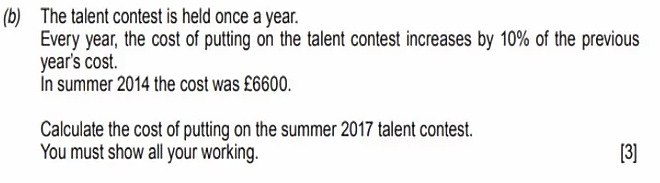 (b) The talent contest is held once a year.
Every year, the cost of putting on the talent contest increases by 10% of the previous
year's cost.
In summer 2014 the cost was £6600.
Calculate the cost of putting on the summer 2017 talent contest.
You must show all your working. [3]